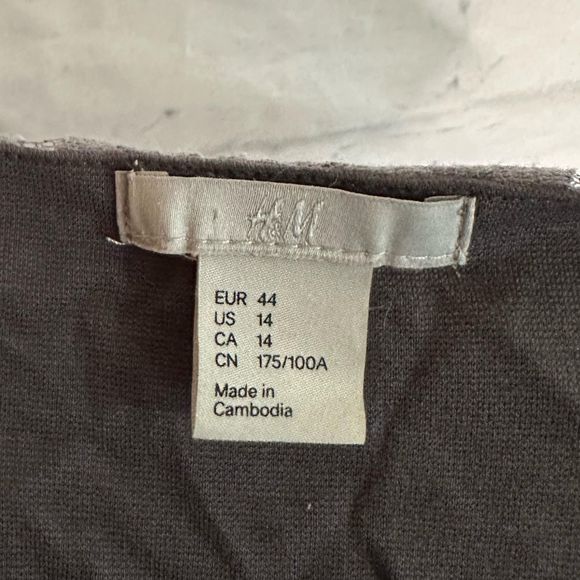 H&M
EUR 44
US 14
CA 14
CN 175/100A
Made in
Cambodia